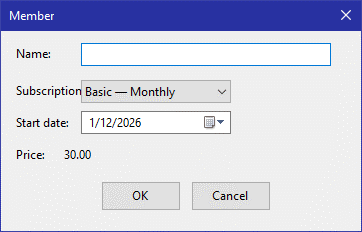 Member
Name:
Subscription Basic — Monthly
Start date: 1/12/2026
Price: 30.00
OK Cancel